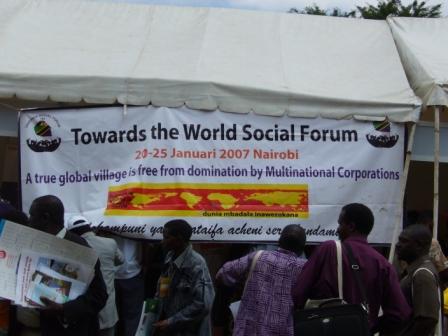 Towards the World Social Forum
20-25 Januari 2007 Nairobi
A true global village is free from domination by Multinational Corporations
dunia mbadala inawezekana
acheni